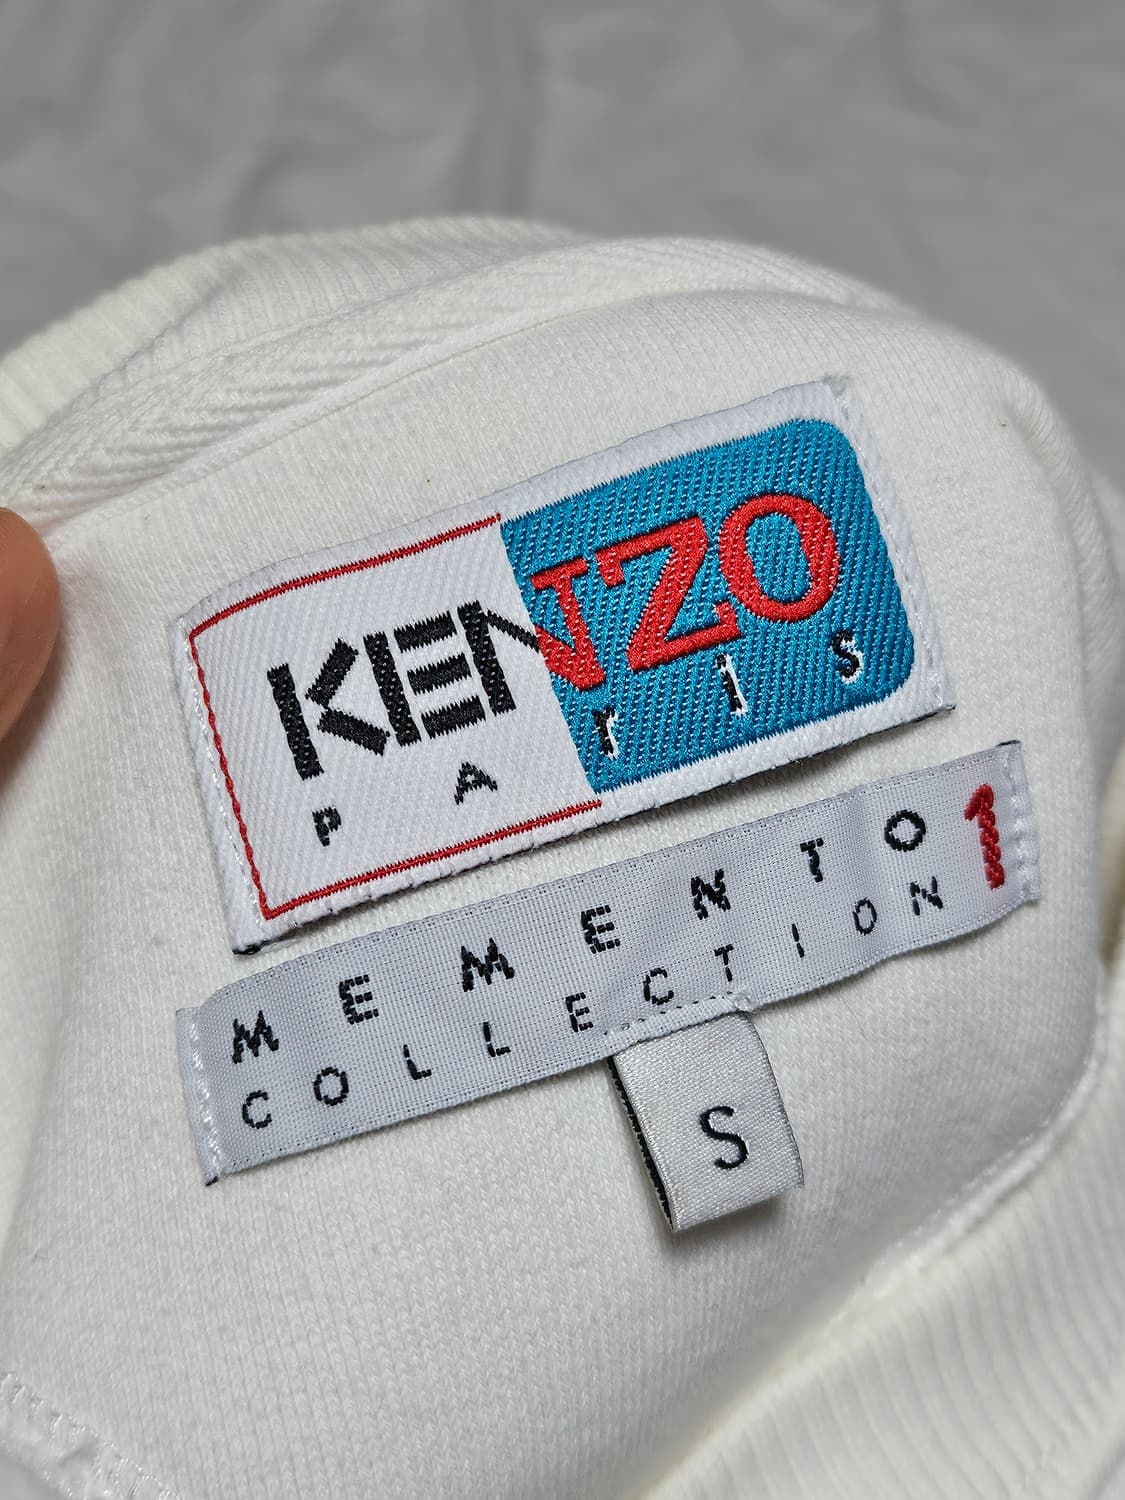 KENZO
PAris
MEMENTO 1
COLLECTION
S